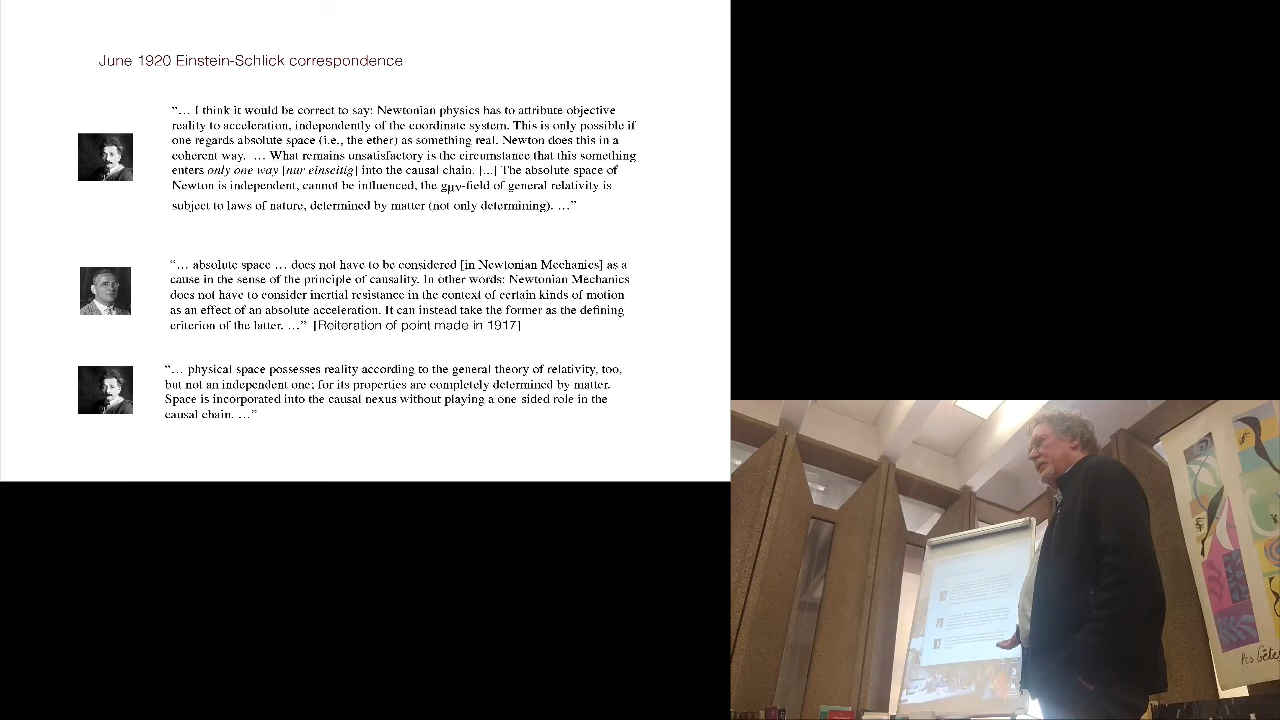 June 1920 Einstein-Schlick correspondence
“… I think it would be correct to say: Newtonian physics has to attribute objective
reality to acceleration, independently of the coordinate system. This is only possible if
one regards absolute space (i.e., the ether) as something real. Newton does this in a
coherent way. … What remains unsatisfactory is the circumstance that this something
enters only one way [nur einseitig] into the causal chain. [...] The absolute space of
Newton is independent, cannot be influenced, the gμν-field of general relativity is
subject to laws of nature, determined by matter (not only determining). …”
“… absolute space … does not have to be considered [in Newtonian Mechanics] as a
cause in the sense of the principle of causality. In other words: Newtonian Mechanics
does not have to consider inertial resistance in the context of certain kinds of motion
as an effect of an absolute acceleration. It can instead take the former as the defining
criterion of the latter. …” [Reiteration of point made in 1917]
“… physical space possesses reality according to the general theory of relativity, too,
but not an independent one; for its properties are completely determined by matter.
Space is incorporated into the causal nexus without playing a one-sided role in the
causal chain. …”